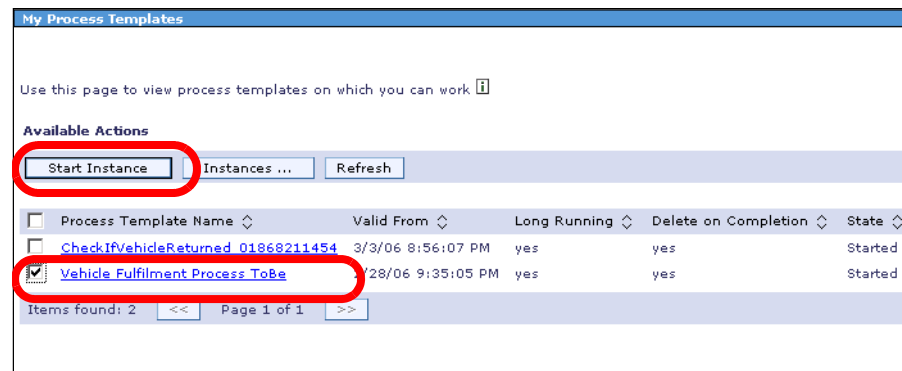 My Process Templates
Use this page to view process templates on which you can work i
Available Actions
Start Instance Instances ... Refresh
Process Template Name Valid From Long Running Delete on Completion State
CheckIfVehicleReturned_01868211454 3/3/06 8:56:07 PM yes yes Started
Vehicle Fulfilment Process ToBe /28/06 9:35:05 PM yes yes Started
Items found: 2 << Page 1 of 1 >>